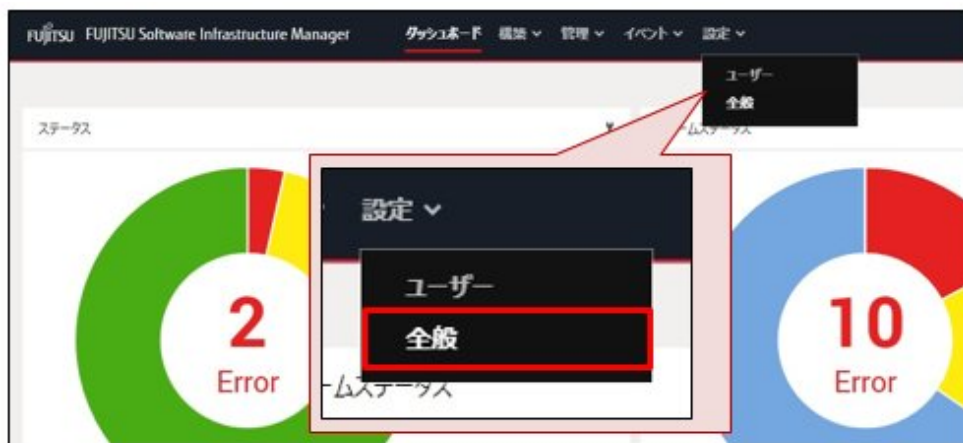 FUJITSU FUJITSU Software Infrastructure Manager ダッシュボード 構築 管理 イベント 設定
ユーザー
全般
ステータス
ームステータス
設定
ユーザー
全般
ームステータス
2
Error
10
Error